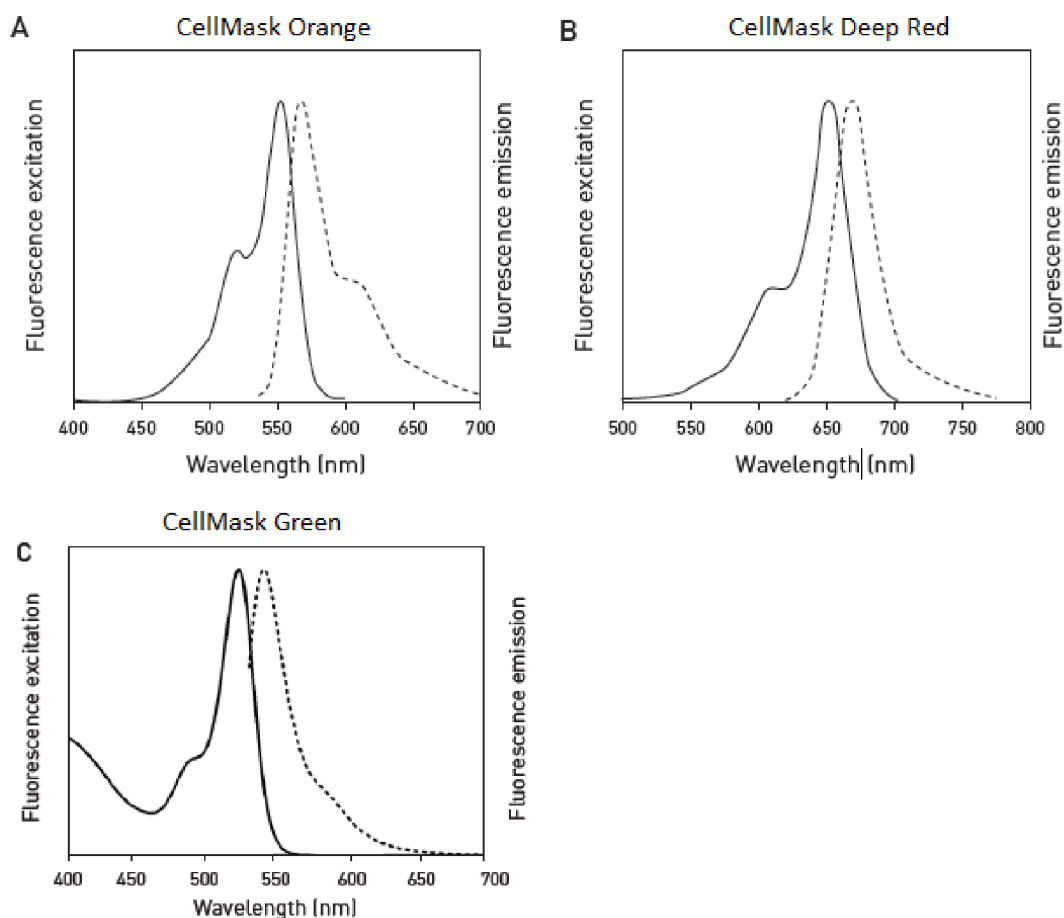 A
CellMask Orange
Fluorescence excitation
Fluorescence emission
400 450 500 550 600 650 700
Wavelength (nm)
B
CellMask Deep Red
Fluorescence excitation
Fluorescence emission
500 550 600 650 700 750 800
Wavelength (nm)
C
CellMask Green
Fluorescence excitation
Fluorescence emission
400 450 500 550 600 650 700
Wavelength (nm)